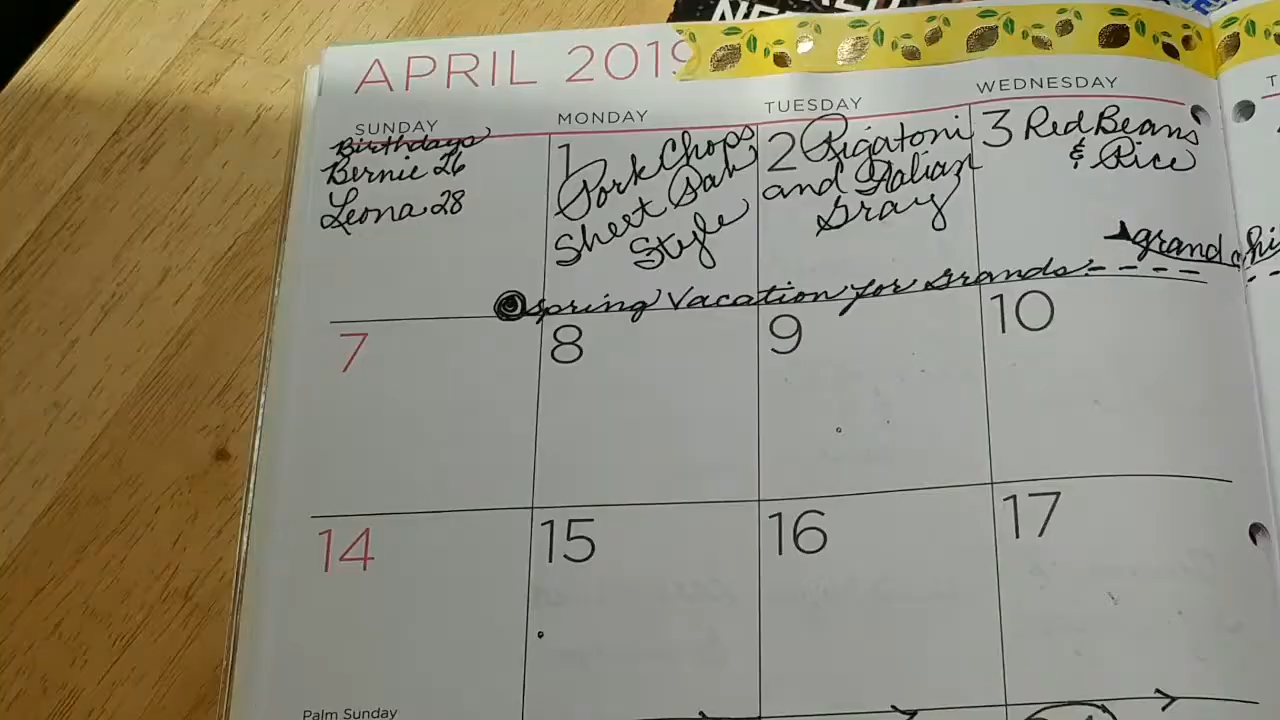 APRIL 2019
SUNDAY MONDAY TUESDAY WEDNESDAY
Birthdays
Bernie 26
Leona 28
1 Pork Chops
Sheet Pan
Style
2 Rigatoni
and Italian
Gravy
3 Red Beans
& Rice
grand chi
Spring Vacation for Grands
7 8 9 10
14 15 16 17
Palm Sunday